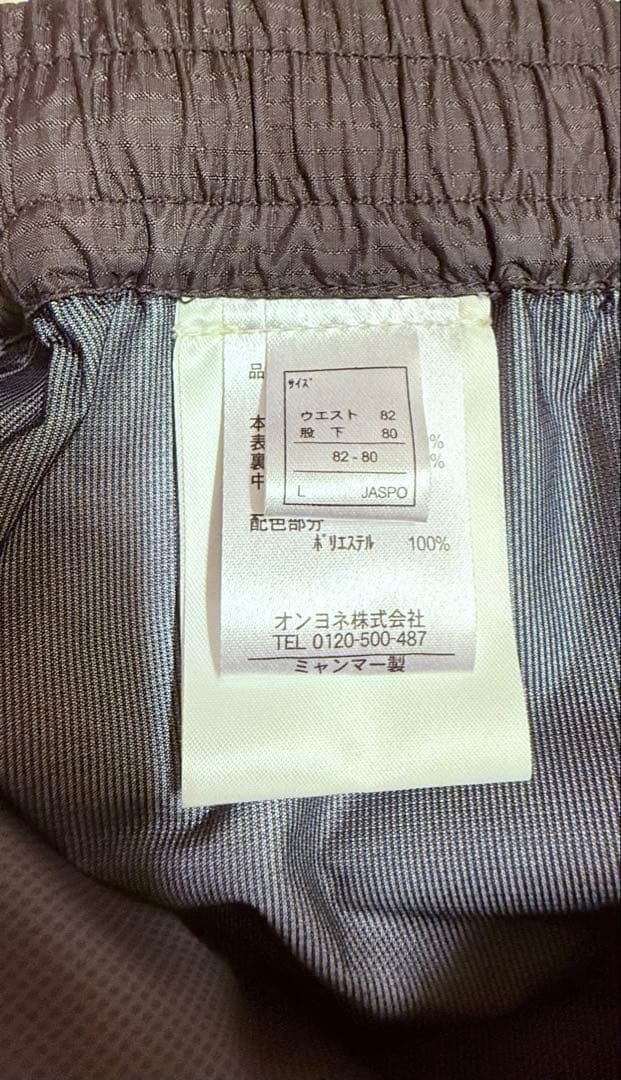 品
サイズ
ウエスト 82
股下 80
82-80
L JASPO
本
表 %
裏 %
中
配色部分
ポリエステル 100%
オンヨネ株式会社
TEL 0120-500-487
ミャンマー製